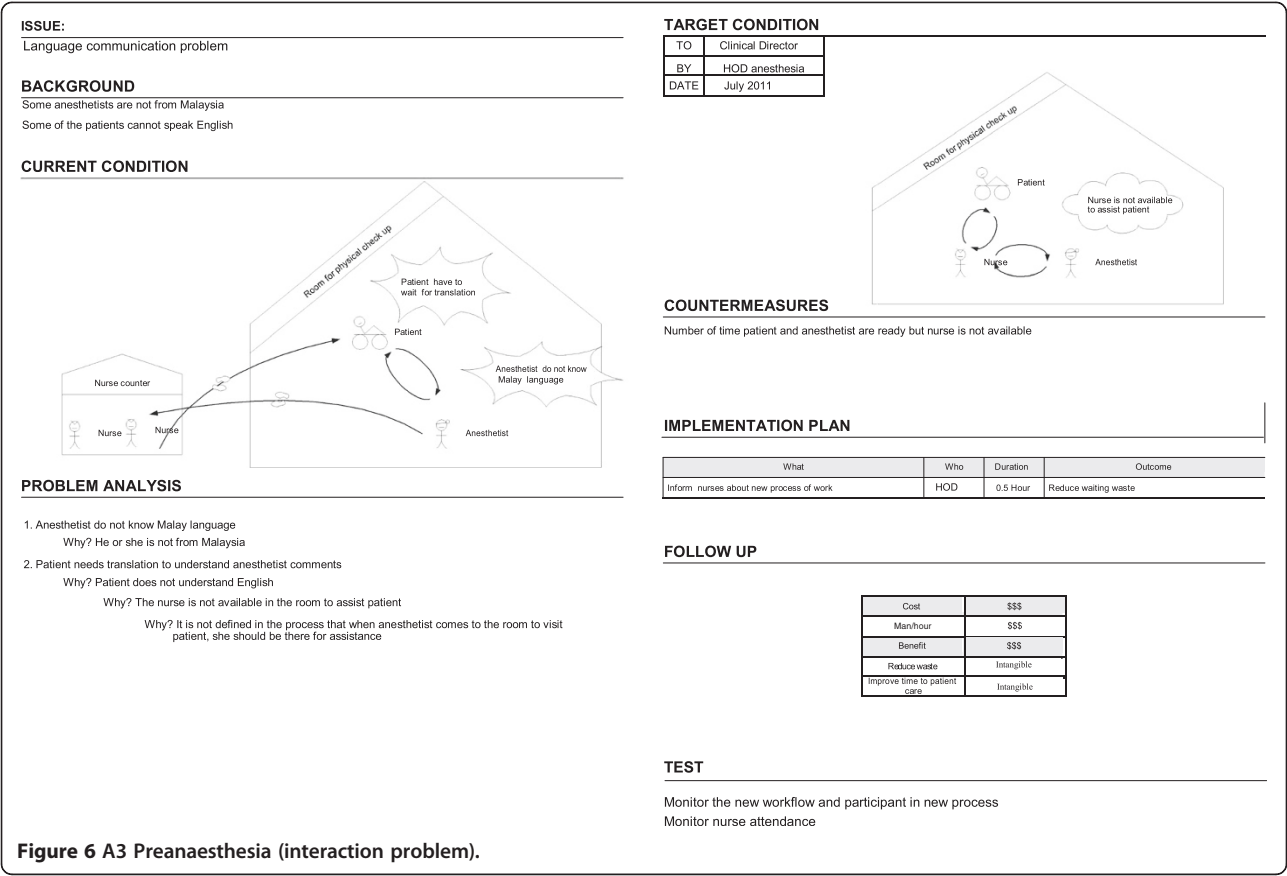 ISSUE:
Language communication problem
BACKGROUND
Some anesthetists are not from Malaysia
Some of the patients cannot speak English
CURRENT CONDITION
Room for physical check up
Patient have to
wait for translation
Patient
Anesthetist do not know
Malay language
Nurse counter
Nurse
Nurse
Anesthetist
PROBLEM ANALYSIS
1. Anesthetist do not know Malay language
Why? He or she is not from Malaysia
2. Patient needs translation to understand anesthetist comments
Why? Patient does not understand English
Why? The nurse is not available in the room to assist patient
Why? It is not defined in the process that when anesthetist comes to the room to visit
patient, she should be there for assistance
TARGET CONDITION
TO Clinical Director
BY HOD anesthesia
DATE July 2011
Room for physical check up
Patient
Nurse is not available
to assist patient
Nurse
Anesthetist
COUNTERMEASURES
Number of time patient and anesthetist are ready but nurse is not available
IMPLEMENTATION PLAN
What Who Duration Outcome
Inform nurses about new process of work HOD 0.5 Hour Reduce waiting waste
FOLLOW UP
Cost $$$
Man/hour $$$
Benefit $$$
Reduce waste Intangible
Improve time to patient
care Intangible
TEST
Monitor the new workflow and participant in new process
Monitor nurse attendance
Figure 6 A3 Preanaesthesia (interaction problem).